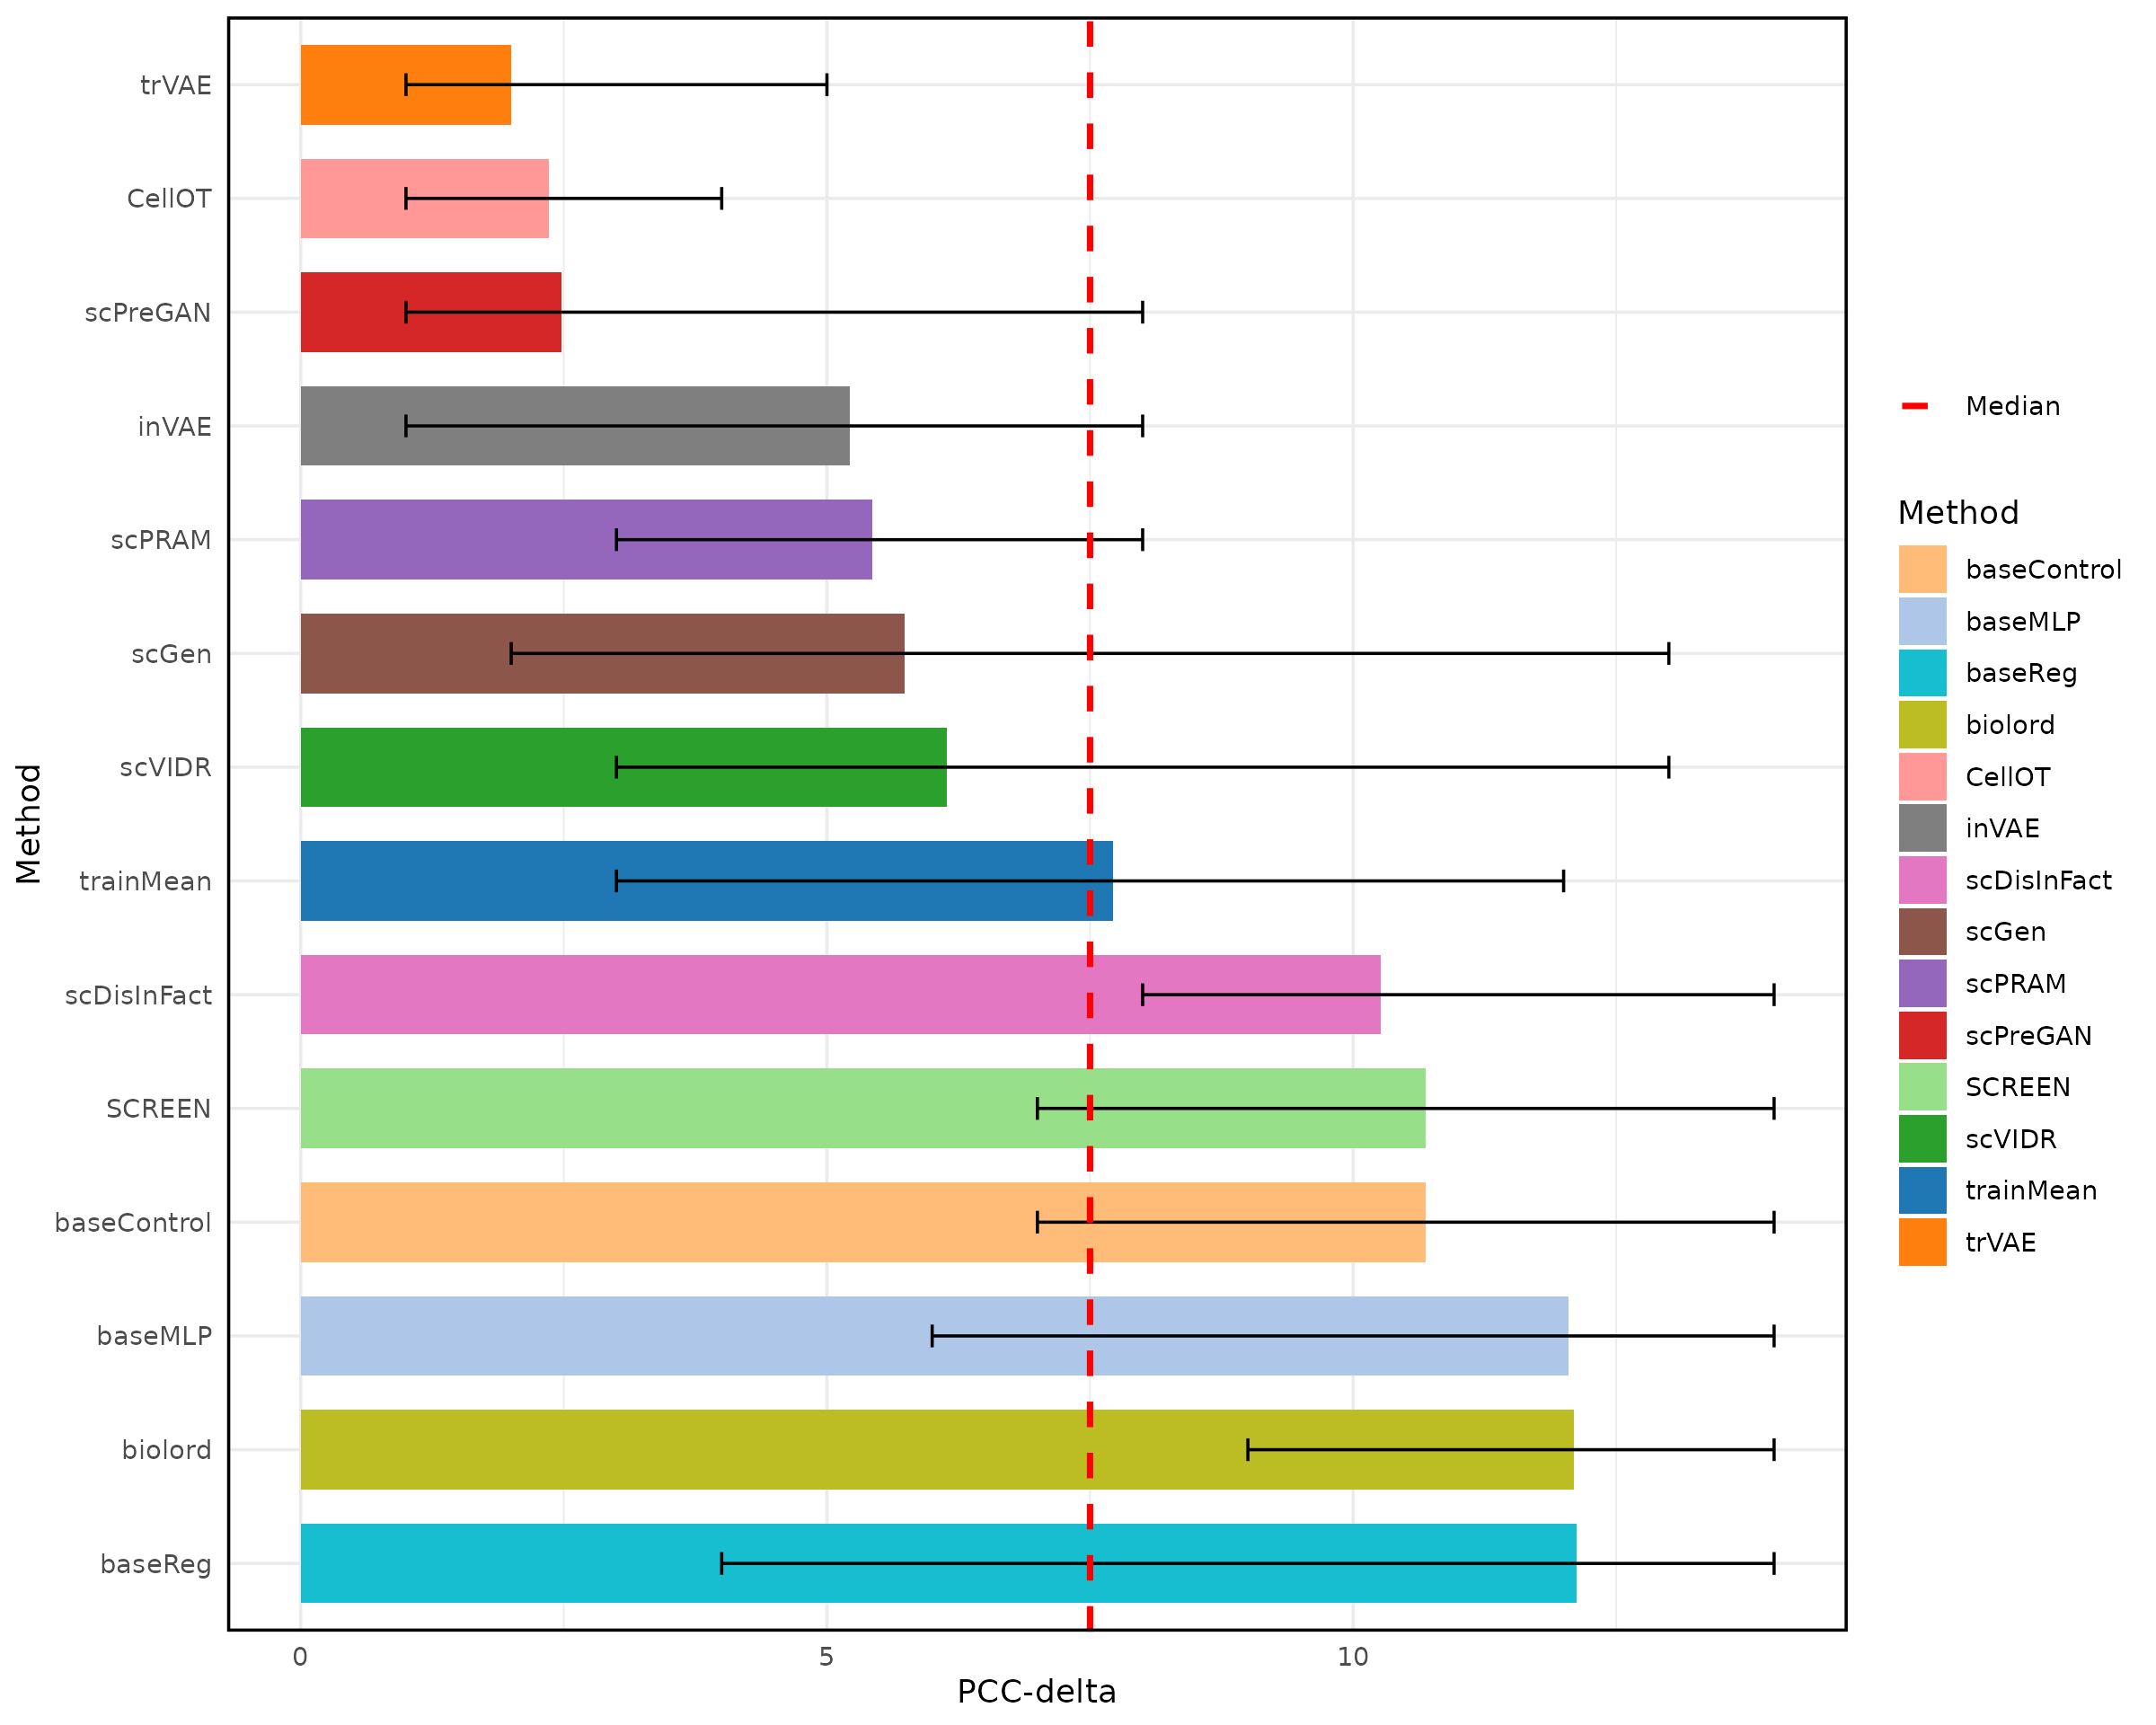 Method
trVAE
CellOT
scPreGAN
inVAE
scPRAM
scGen
scVIDR
trainMean
scDisInFact
SCREEN
baseControl
baseMLP
biolord
baseReg
0 5 10
PCC-delta
Median
Method
baseControl
baseMLP
baseReg
biolord
CellOT
inVAE
scDisInFact
scGen
scPRAM
scPreGAN
SCREEN
scVIDR
trainMean
trVAE